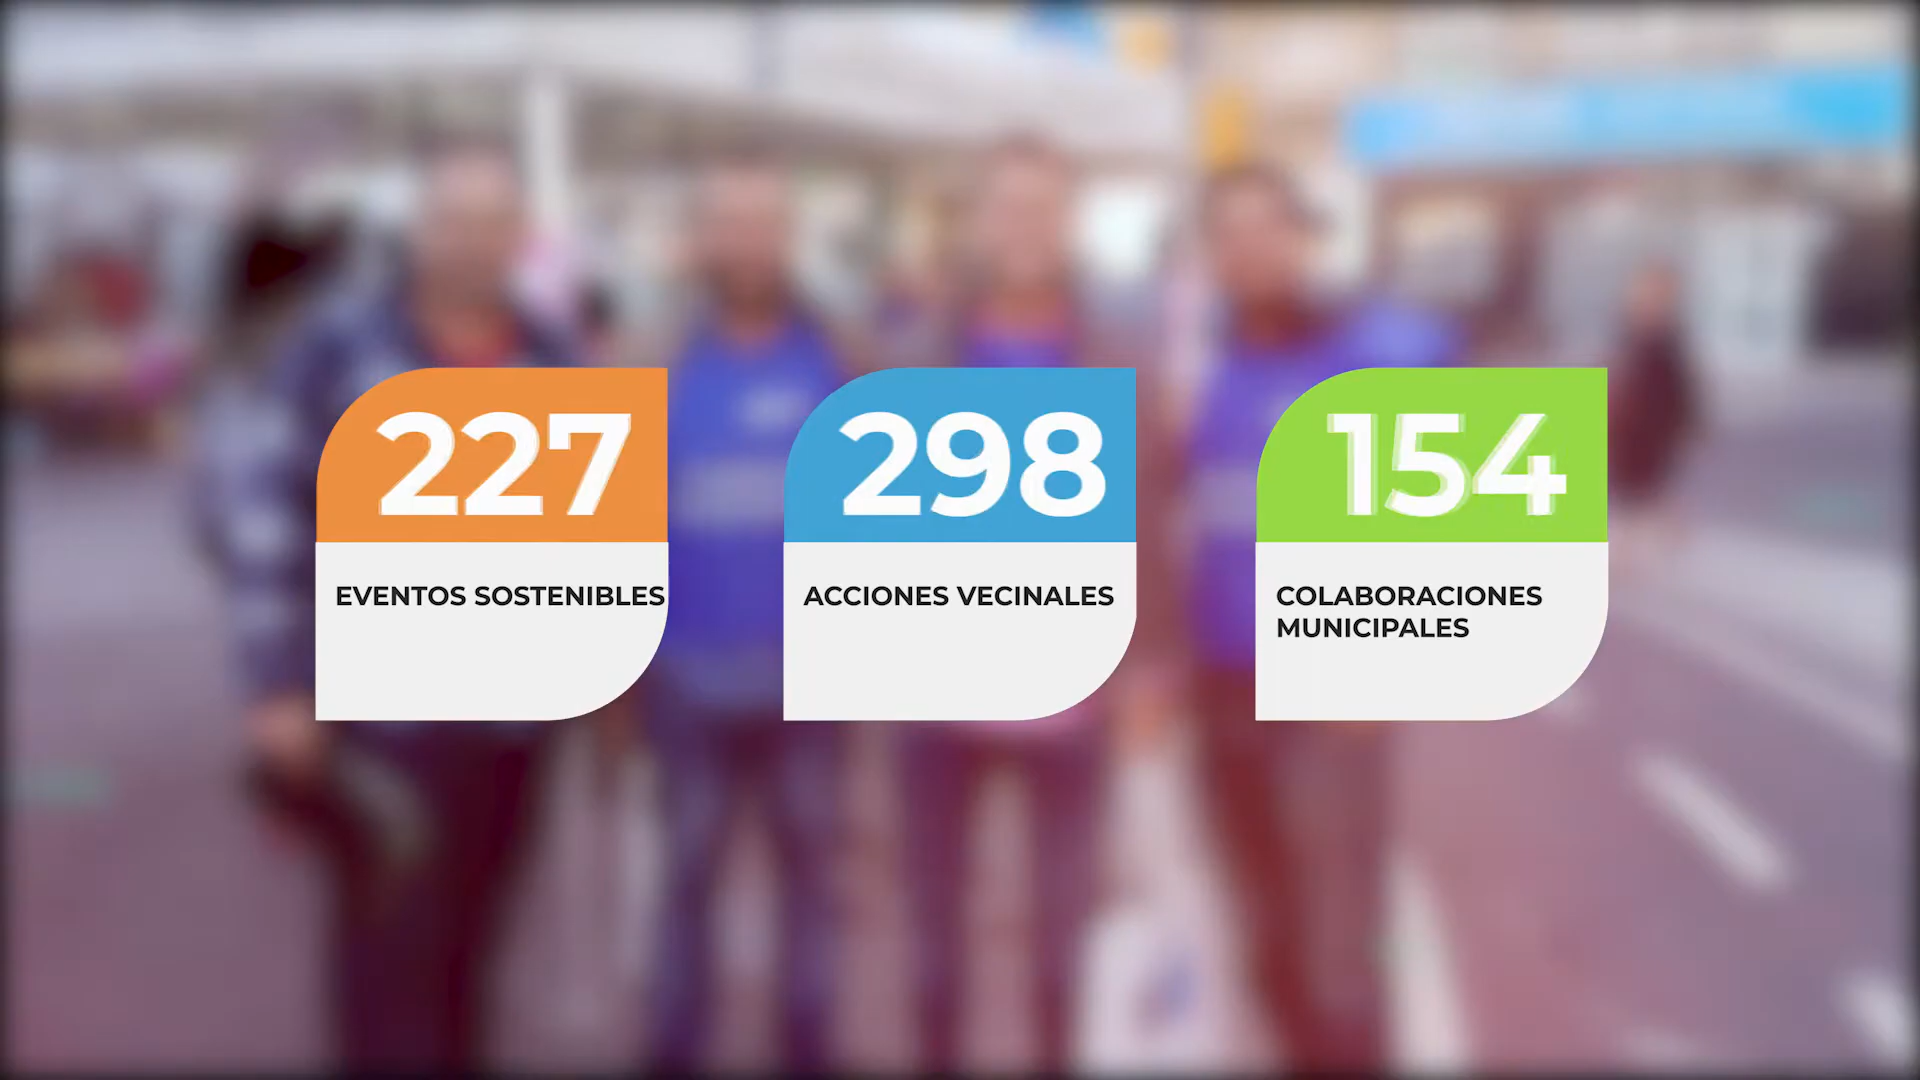 227
EVENTOS SOSTENIBLES
298
ACCIONES VECINALES
154
COLABORACIONES
MUNICIPALES